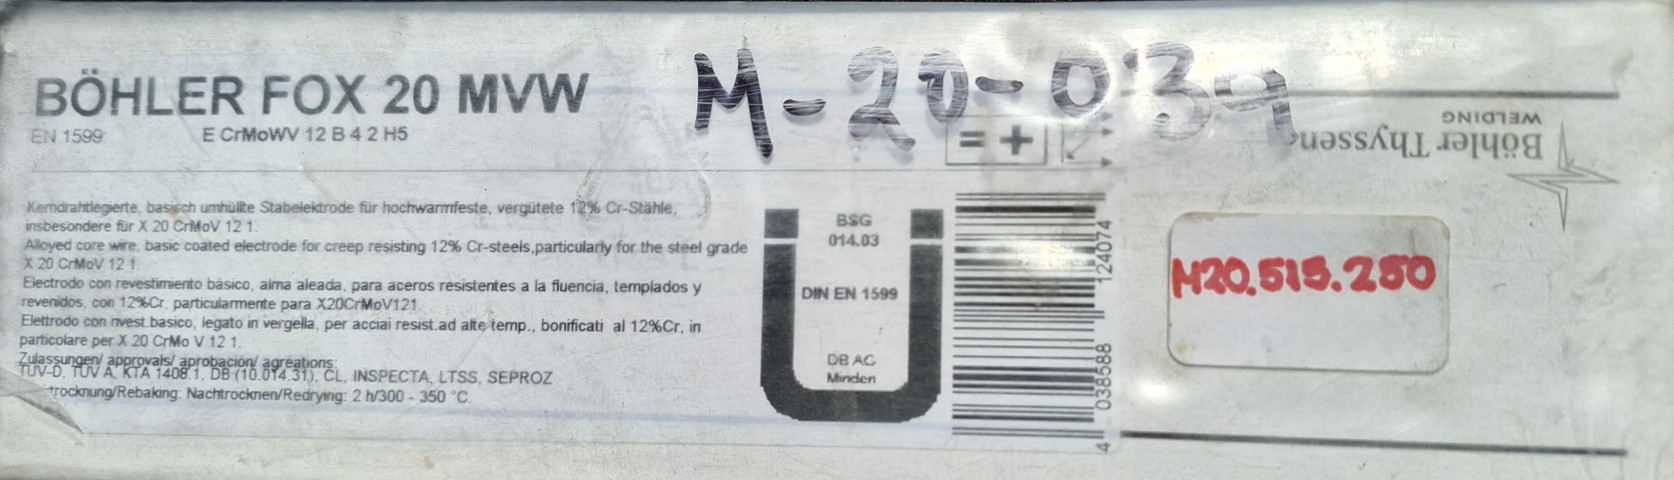 BÖHLER FOX 20 MVW
EN 1599: E CrMoWV 12 B 4 2 H5
M-20-039
= +
Böhler Thyssen
WELDING
Kerndrahtlegierte, basisch umhüllte Stabelektrode für hochwarmfeste, vergütete 12% Cr-Stähle,
insbesondere für X 20 CrMoV 12 1.
Alloyed core wire, basic coated electrode for creep resisting 12% Cr-steels,particularly for the steel grade
X 20 CrMoV 12 1.
Electrodo con revestimiento básico, alma aleada, para aceros resistentes a la fluencia, templados y
revenidos, con 12%Cr, particularmente para X20CrMoV121.
Elettrodo con rivest.basico, legato in vergella, per acciai resist.ad alte temp., bonificati al 12%Cr, in
particolare per X 20 CrMo V 12 1.
Zulassungen/ approvals/ aprobación/ agréations:
TÜV-D, TÜV A, KTA 1408.1, DB (10.014.31), CL, INSPECTA, LTSS, SEPROZ
trocknung/Rebaking: Nachtrocknen/Redrying: 2 h/300 - 350 °C.
BSG
014.03
DIN EN 1599
DB AC
Minden
4 038588 124074
M20.515.250